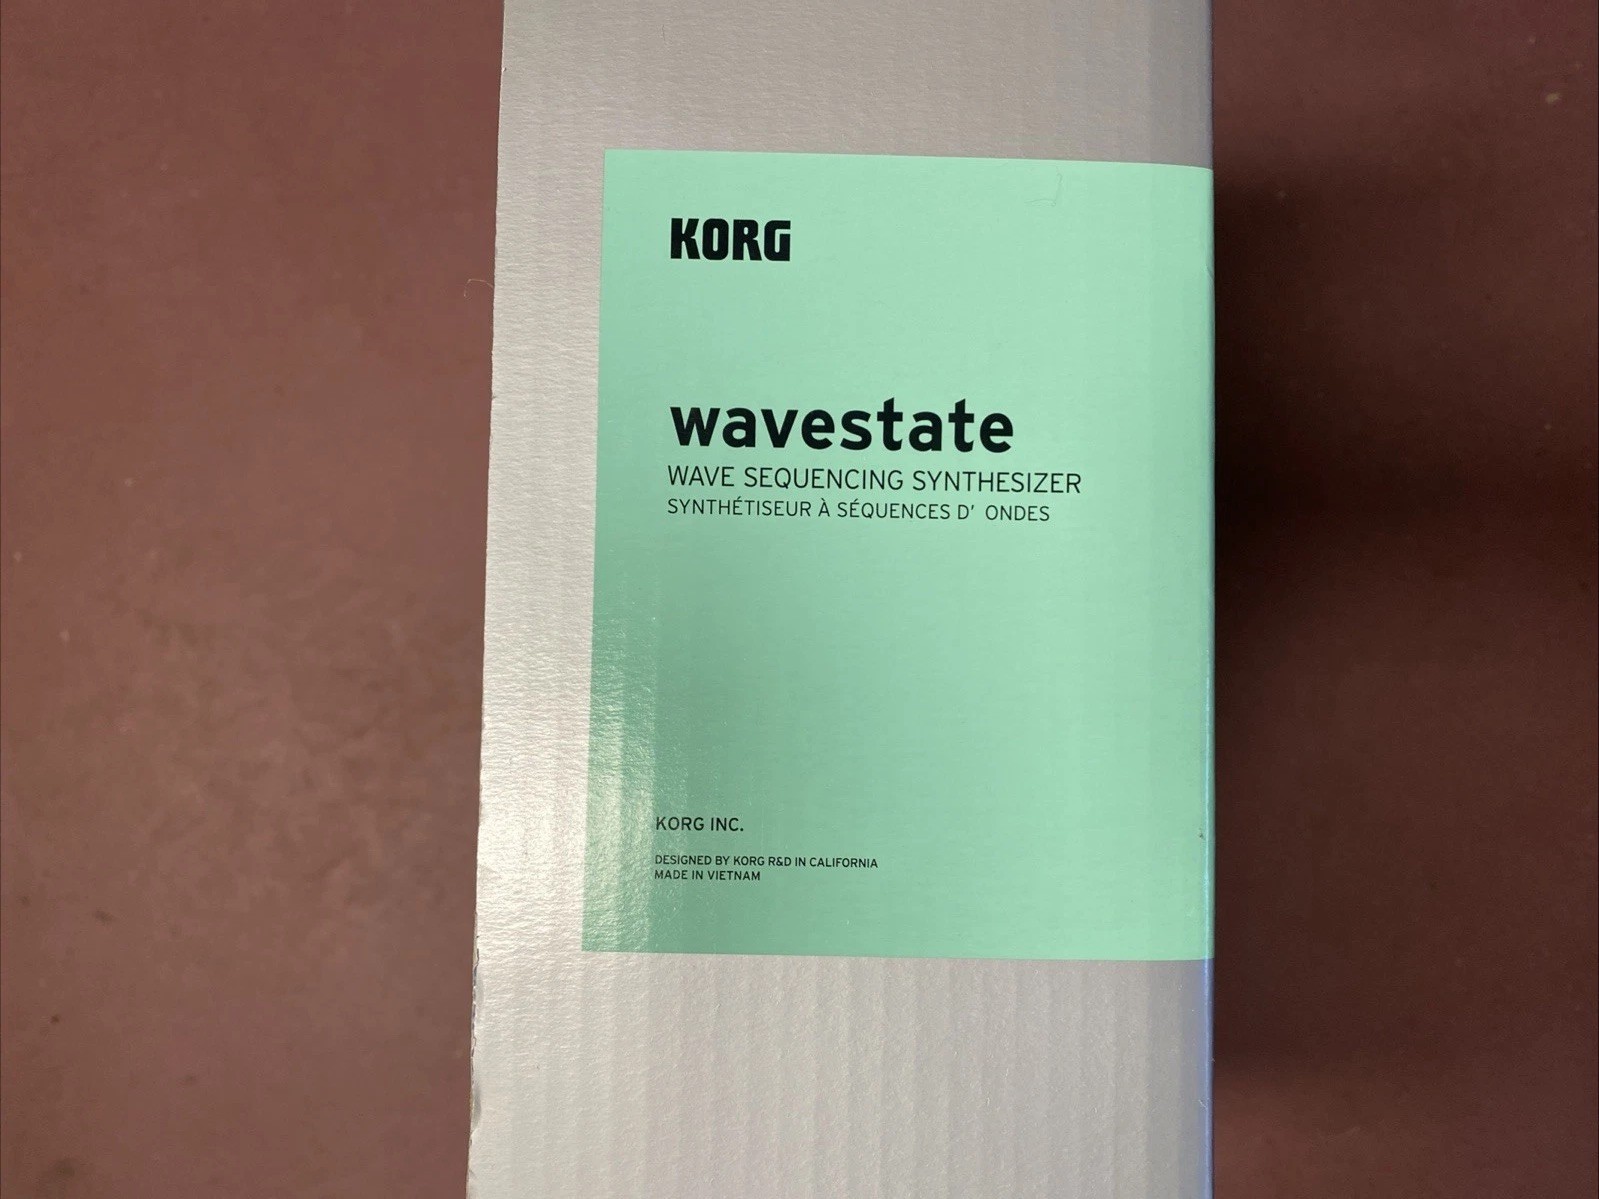 KORG
wavestate
WAVE SEQUENCING SYNTHESIZER
SYNTHÉTISEUR À SÉQUENCES D' ONDES
KORG INC.
DESIGNED BY KORG R&D IN CALIFORNIA
MADE IN VIETNAM